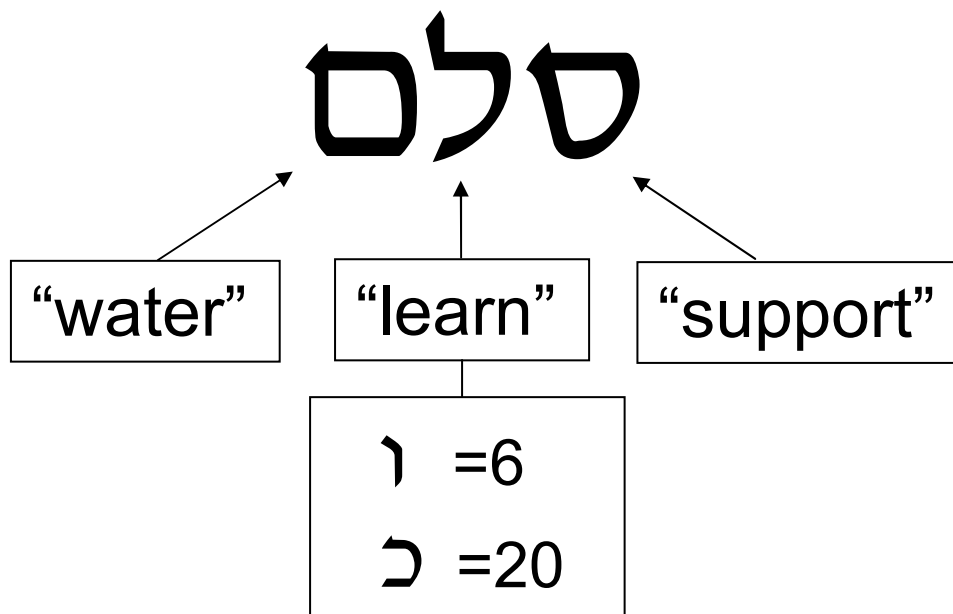 סלם
“water” “learn” “support”
ו =6
כ =20